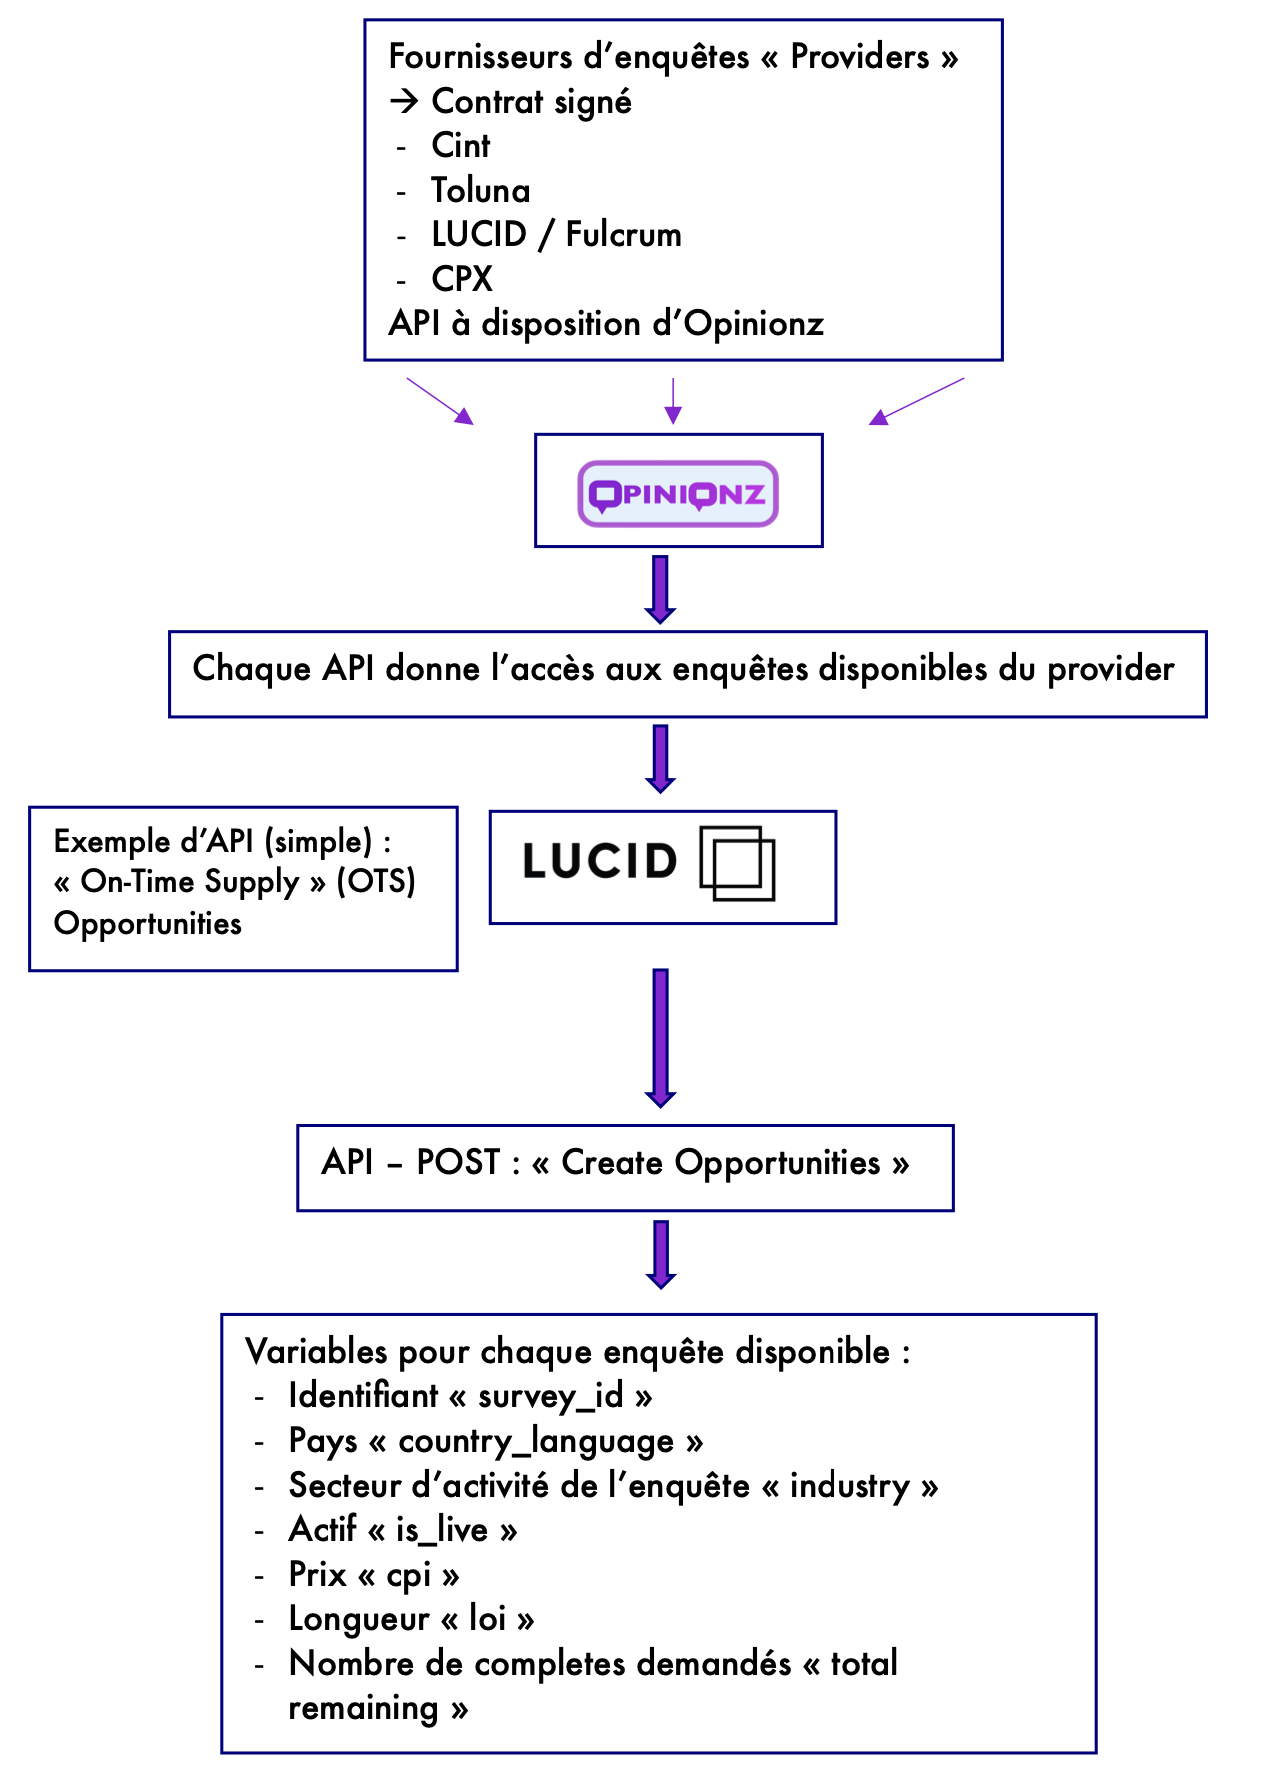 Fournisseurs d’enquêtes « Providers »
→ Contrat signé
- Cint
- Toluna
- LUCID / Fulcrum
- CPX
API à disposition d’Opinionz
OPINIONZ
Chaque API donne l’accès aux enquêtes disponibles du provider
Exemple d’API (simple) :
« On-Time Supply » (OTS)
Opportunities
LUCID
API – POST : « Create Opportunities »
Variables pour chaque enquête disponible :
- Identifiant « survey_id »
- Pays « country_language »
- Secteur d’activité de l’enquête « industry »
- Actif « is_live »
- Prix « cpi »
- Longueur « loi »
- Nombre de completes demandés « total
remaining »